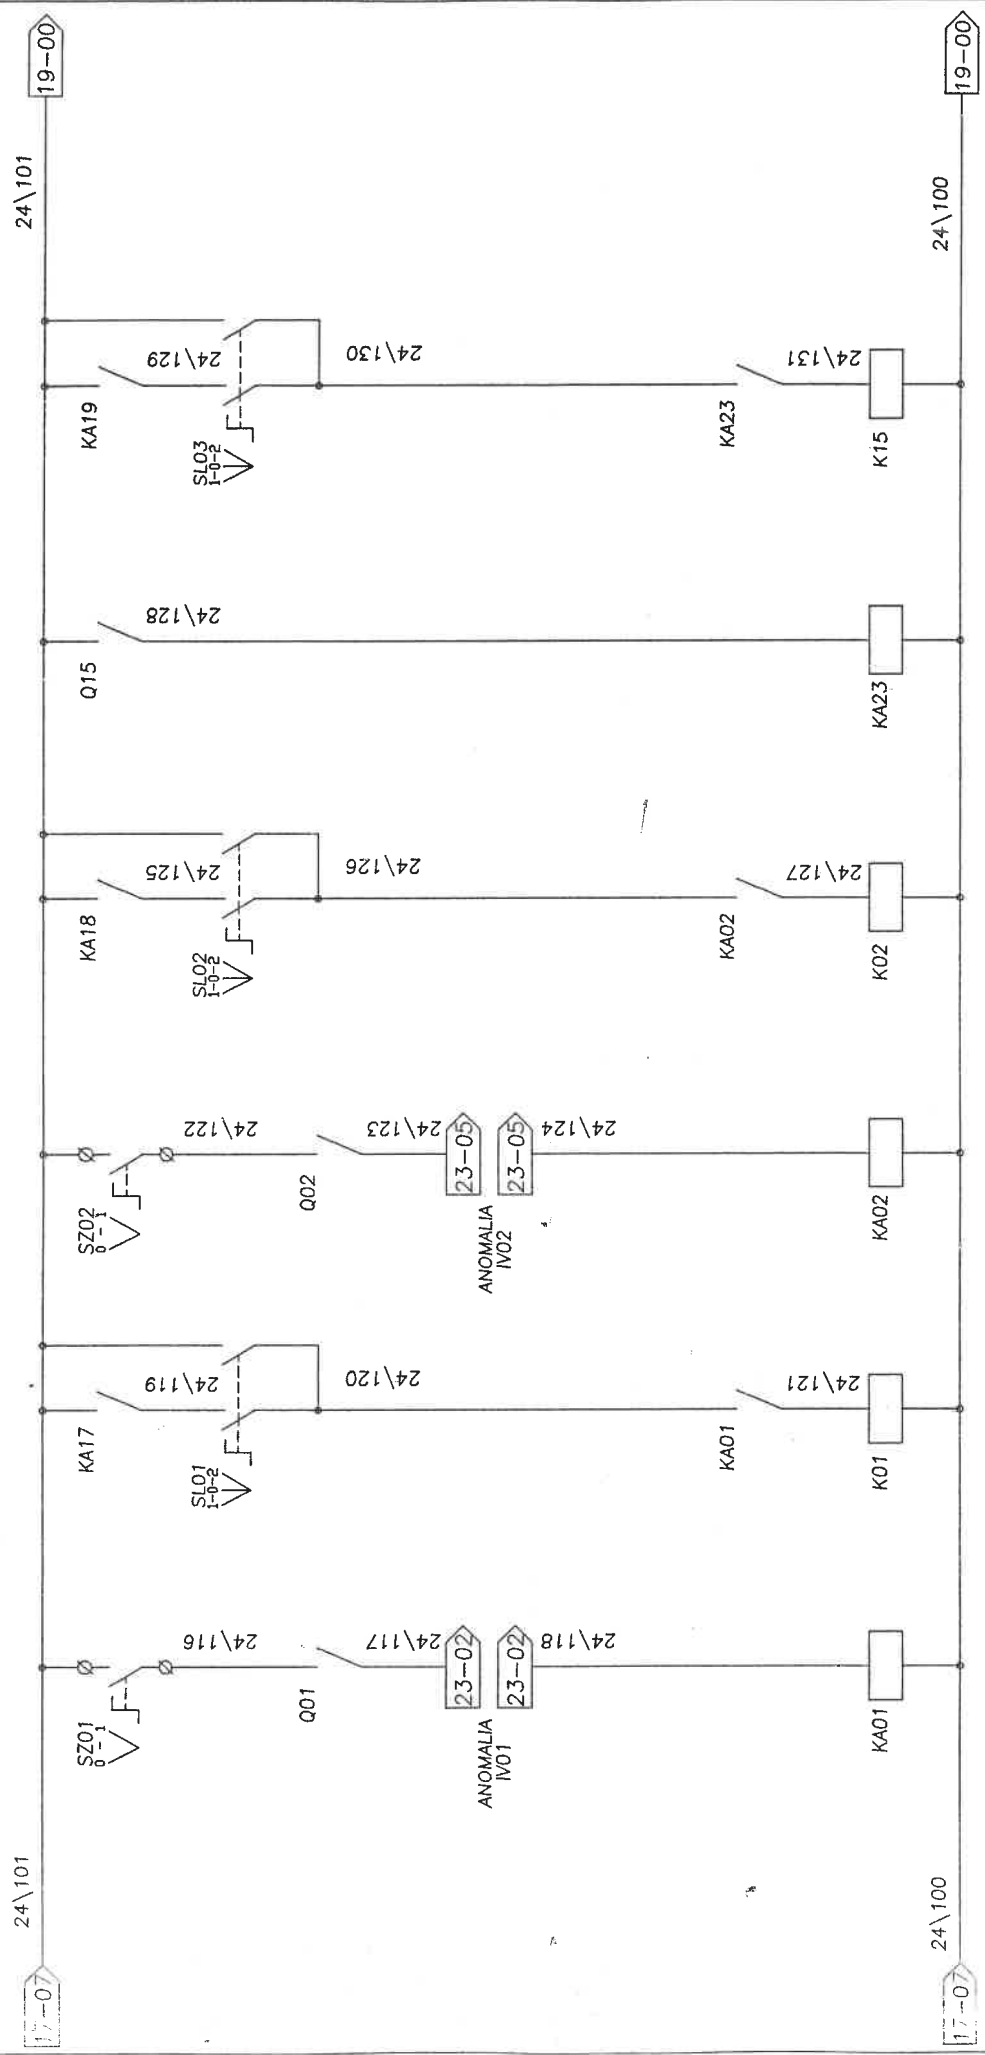 17-07
24\101
24\101
19-00
SZ01
0 - 1
24\116
Q01
24\117
23-02
ANOMALIA
IV01
23-02
24\118
KA01
KA17
24\119
SL01
1-0-2
24\120
KA01
24\121
K01
SZ02
0 - 1
24\122
Q02
24\123
23-05
ANOMALIA
IV02
23-05
24\124
KA02
KA18
24\125
SL02
1-0-2
24\126
KA02
24\127
K02
Q15
24\128
KA23
KA19
24\129
SL03
1-0-2
24\130
KA23
24\131
K15
17-07
24\100
24\100
19-00